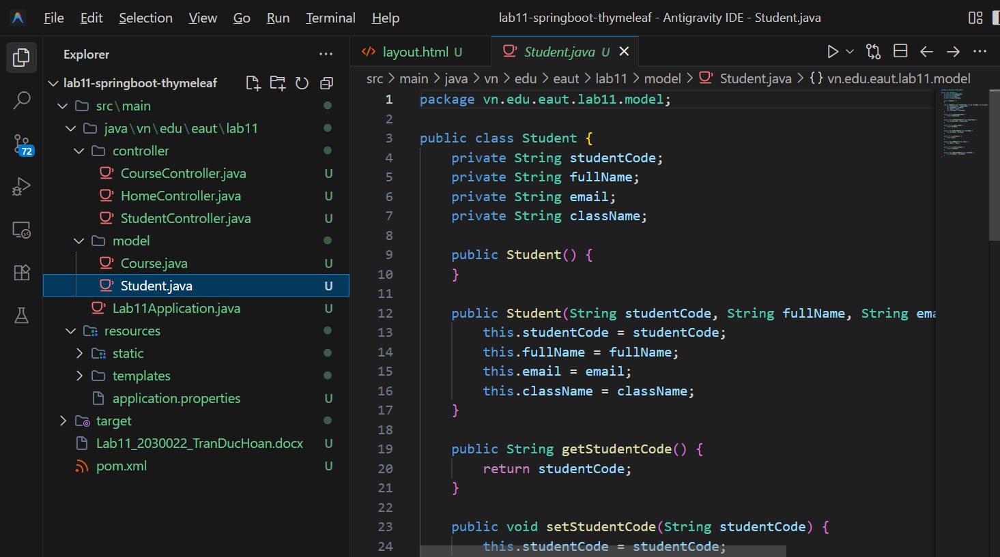 File Edit Selection View Go Run Terminal Help lab11-springboot-thymeleaf - Antigravity IDE - Student.java
Explorer ···
layout.html U Student.java U
lab11-springboot-thymeleaf
src > main > java > vn > edu > eaut > lab11 > model > Student.java > {} vn.edu.eaut.lab11.model
src\main
java\vn\edu\eaut\lab11
controller
72
CourseController.java U
HomeController.java U
StudentController.java U
model
Course.java U
Student.java U
Lab11Application.java U
resources
static
templates
application.properties U
target
Lab11_2030022_TranDucHoan.docx U
pom.xml U
1 package vn.edu.eaut.lab11.model;
2
3 public class Student {
4 private String studentCode;
5 private String fullName;
6 private String email;
7 private String className;
8
9 public Student() {
10 }
11
12 public Student(String studentCode, String fullName, String ema
13 this.studentCode = studentCode;
14 this.fullName = fullName;
15 this.email = email;
16 this.className = className;
17 }
18
19 public String getStudentCode() {
20 return studentCode;
21 }
22
23 public void setStudentCode(String studentCode) {
24 this.studentCode = studentCode;